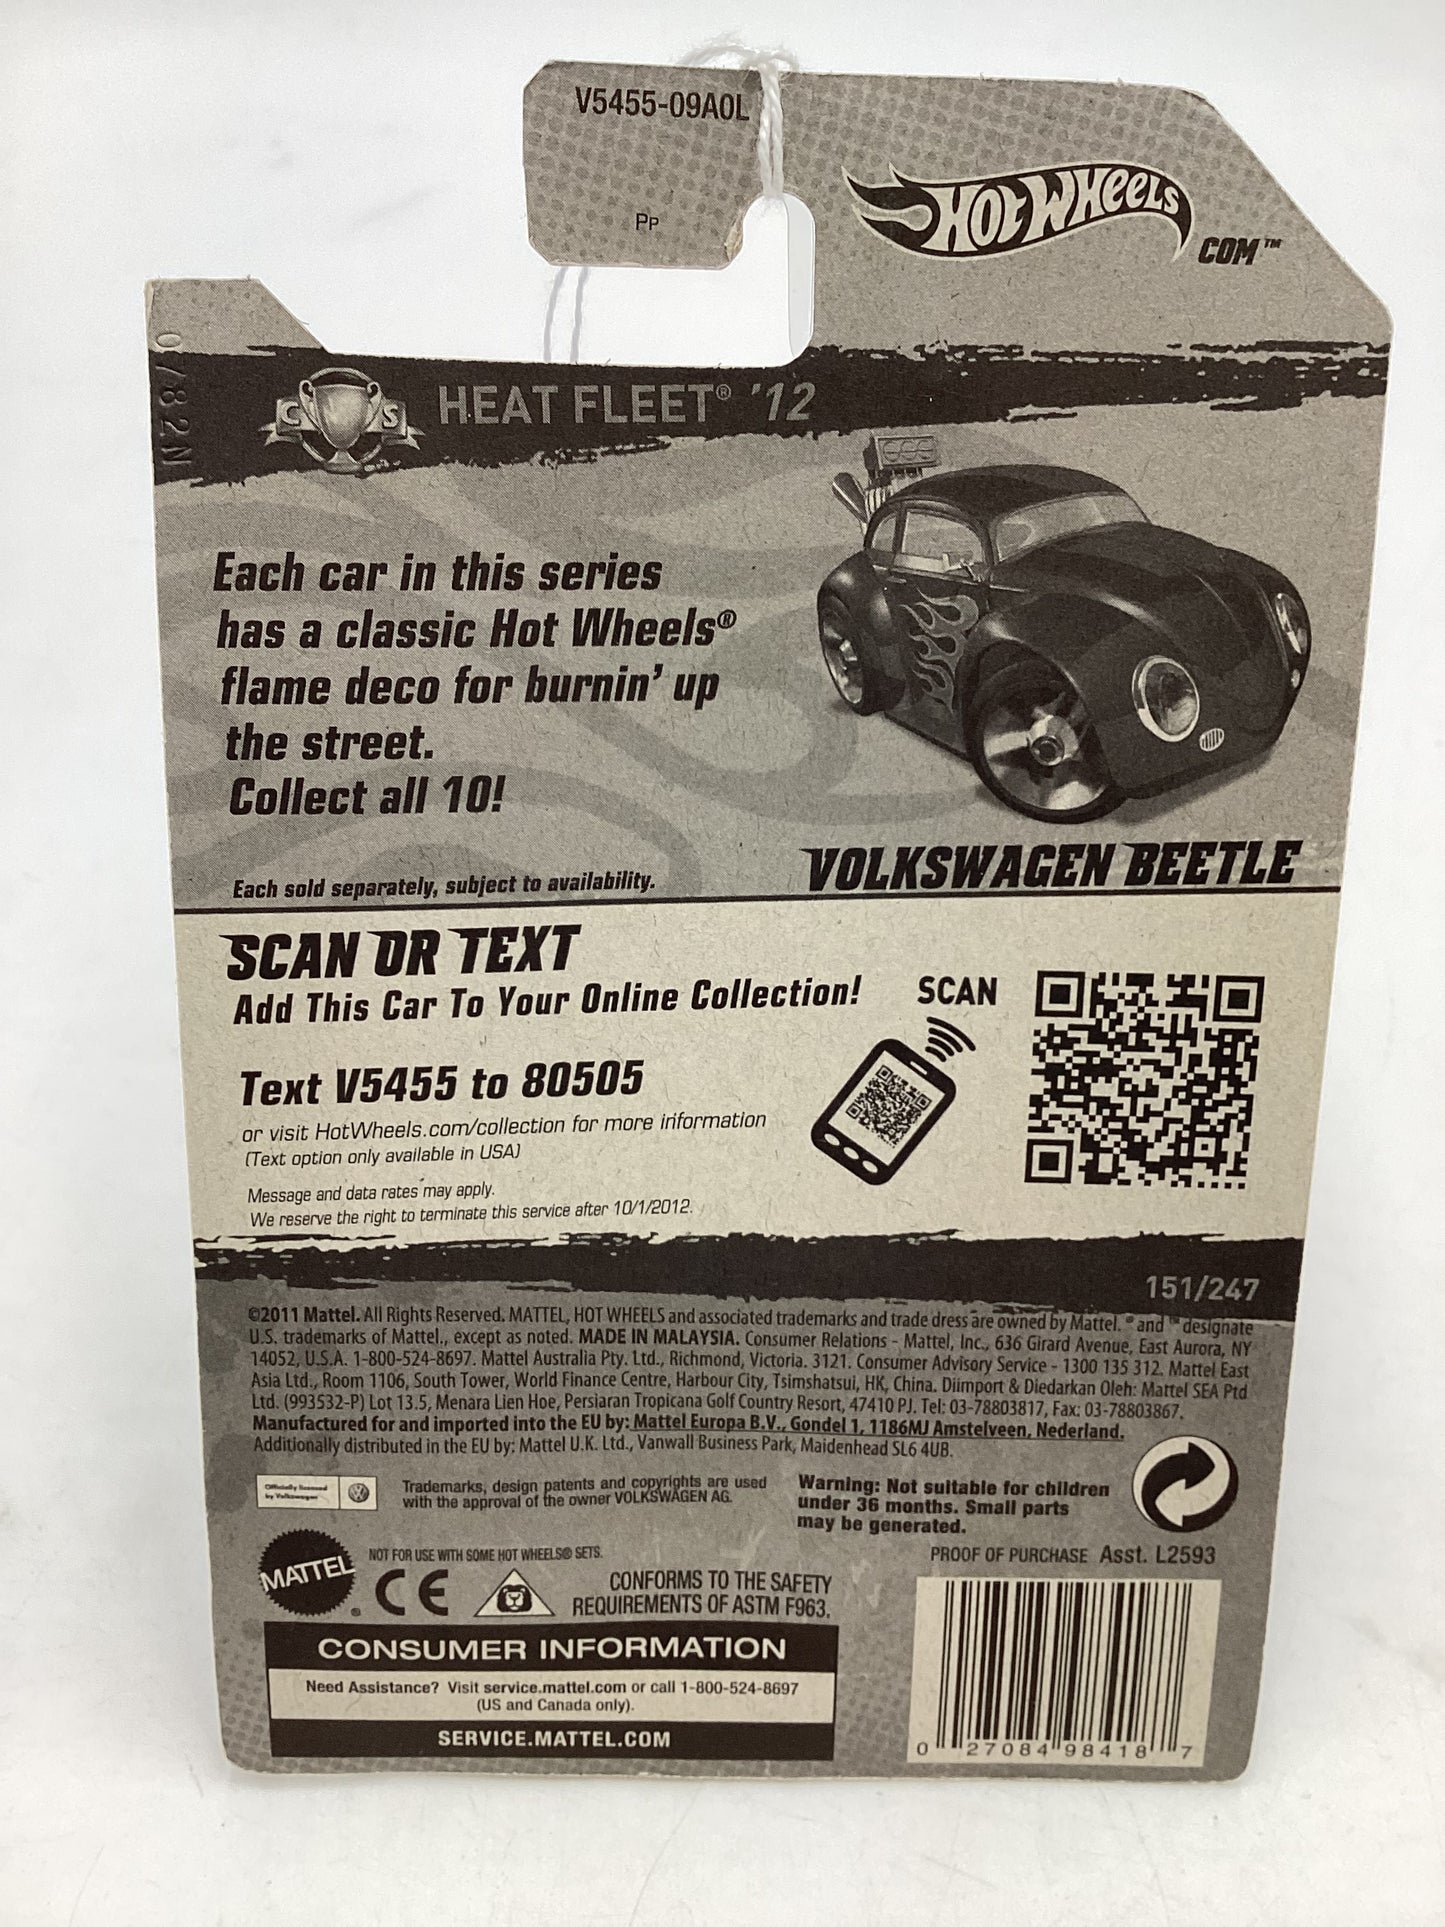 V5455-09A0L
PP
HOT WHEELS
.COM™
C S
HEAT FLEET® '12
Each car in this series
has a classic Hot Wheels®
flame deco for burnin' up
the street.
Collect all 10!
Each sold separately, subject to availability.
VOLKSWAGEN BEETLE
SCAN OR TEXT
Add This Car To Your Online Collection!
SCAN
Text V5455 to 80505
or visit HotWheels.com/collection for more information
(Text option only available in USA)
Message and data rates may apply.
We reserve the right to terminate this service after 10/1/2012.
151/247
©2011 Mattel. All Rights Reserved. MATTEL, HOT WHEELS and associated trademarks and trade dress are owned by Mattel. ® and ™ designate
U.S. trademarks of Mattel., except as noted. MADE IN MALAYSIA. Consumer Relations - Mattel, Inc., 636 Girard Avenue, East Aurora, NY
14052, U.S.A. 1-800-524-8697. Mattel Australia Pty. Ltd., Richmond, Victoria. 3121. Consumer Advisory Service - 1300 135 312. Mattel East
Asia Ltd., Room 1106, South Tower, World Finance Centre, Harbour City, Tsimshatsui, HK, China. Diimport & Diedarkan Oleh: Mattel SEA Ptd
Ltd. (993532-P) Lot 13.5, Menara Lien Hoe, Persiaran Tropicana Golf Country Resort, 47410 PJ. Tel: 03-78803817, Fax: 03-78803867.
Manufactured for and imported into the EU by: Mattel Europa B.V., Gondel 1, 1186MJ Amstelveen, Nederland.
Additionally distributed in the EU by: Mattel U.K. Ltd., Vanwall Business Park, Maidenhead SL6 4UB.
Officially licensed
by Volkswagen
Trademarks, design patents and copyrights are used
with the approval of the owner VOLKSWAGEN AG.
Warning: Not suitable for children
under 36 months. Small parts
may be generated.
MATTEL®
NOT FOR USE WITH SOME HOT WHEELS® SETS.
CE
CONFORMS TO THE SAFETY
REQUIREMENTS OF ASTM F963.
PROOF OF PURCHASE Asst. L2593
CONSUMER INFORMATION
Need Assistance? Visit service.mattel.com or call 1-800-524-8697
(US and Canada only).
SERVICE.MATTEL.COM
0 27084 98418 7